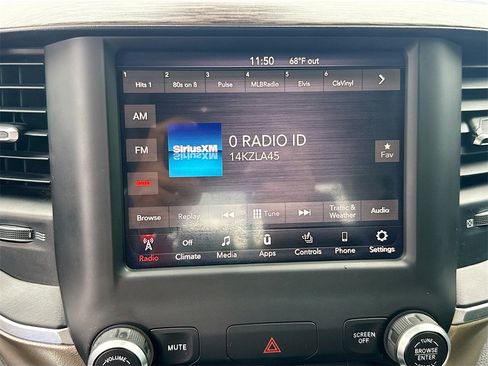 11:50 68°F out
1 2 3 4 5 6
Hits 1 80s on 8 Pulse MLBRadio Elvis ClsVinyl
AM
FM
SiriusXM
0 RADIO ID
14KZLA45
Fav
Browse Replay Tune Traffic & Weather Audio
Off
Radio Climate Media Apps Controls Phone Settings
VOLUME
MUTE
SCREEN OFF
TUNE
BROWSE
ENTER